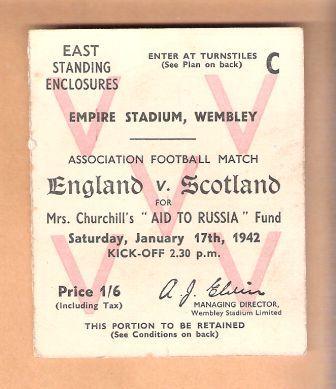 EAST
STANDING
ENCLOSURES
ENTER AT TURNSTILES
(See Plan on back)
C
EMPIRE STADIUM, WEMBLEY
ASSOCIATION FOOTBALL MATCH
England v. Scotland
FOR
Mrs. Churchill's "AID TO RUSSIA" Fund
Saturday, January 17th, 1942
KICK-OFF 2.30 p.m.
Price 1/6
(Including Tax)
A. J. Elvin
MANAGING DIRECTOR,
Wembley Stadium Limited
THIS PORTION TO BE RETAINED
(See Conditions on back)
V
V
V
V
V